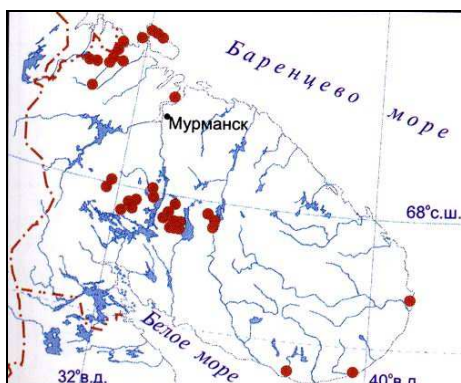 Баренцево море
Мурманск
68°с.ш.
Белое море
32°в.д.
40°в.д.